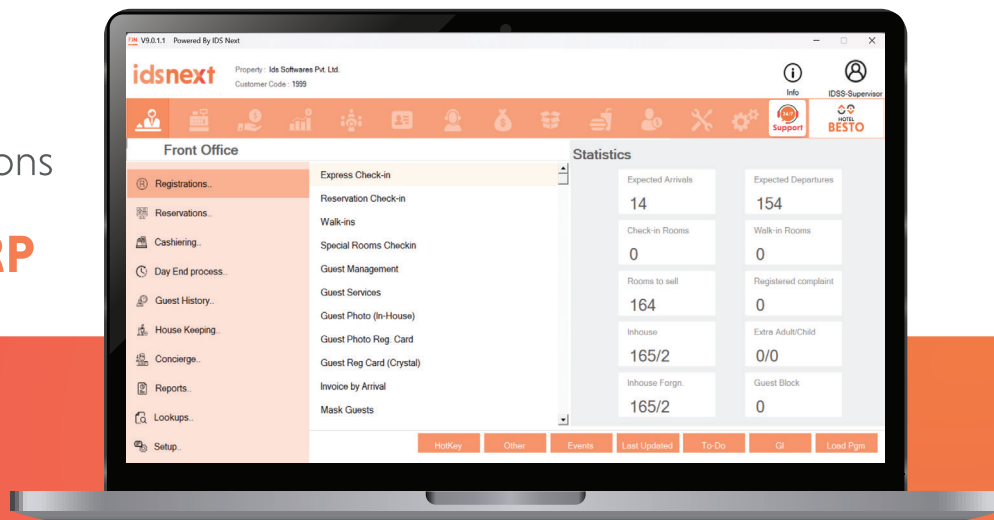 V9.0.1.1 Powered By IDS Next
idsnext
Property : Ids Softwares Pvt. Ltd.
Customer Code : 1999
Info
IDSS-Supervisor
24/7
Support
HOTEL
BESTO
Front Office
Registrations..
Reservations..
Cashiering..
Day End process..
Guest History..
House Keeping..
Concierge..
Reports..
Lookups..
Setup..
Express Check-in
Reservation Check-in
Walk-ins
Special Rooms Checkin
Guest Management
Guest Services
Guest Photo (In-House)
Guest Photo Reg. Card
Guest Reg Card (Crystal)
Invoice by Arrival
Mask Guests
Statistics
Expected Arrivals
14
Expected Departures
154
Check-in Rooms
0
Walk-in Rooms
0
Rooms to sell
164
Registered complaint
0
Inhouse
165/2
Extra Adult/Child
0/0
Inhouse Forgn.
165/2
Guest Block
0
HotKey
Other
Events
Last Updated
To-Do
GI
Load Pgm
ons
RP